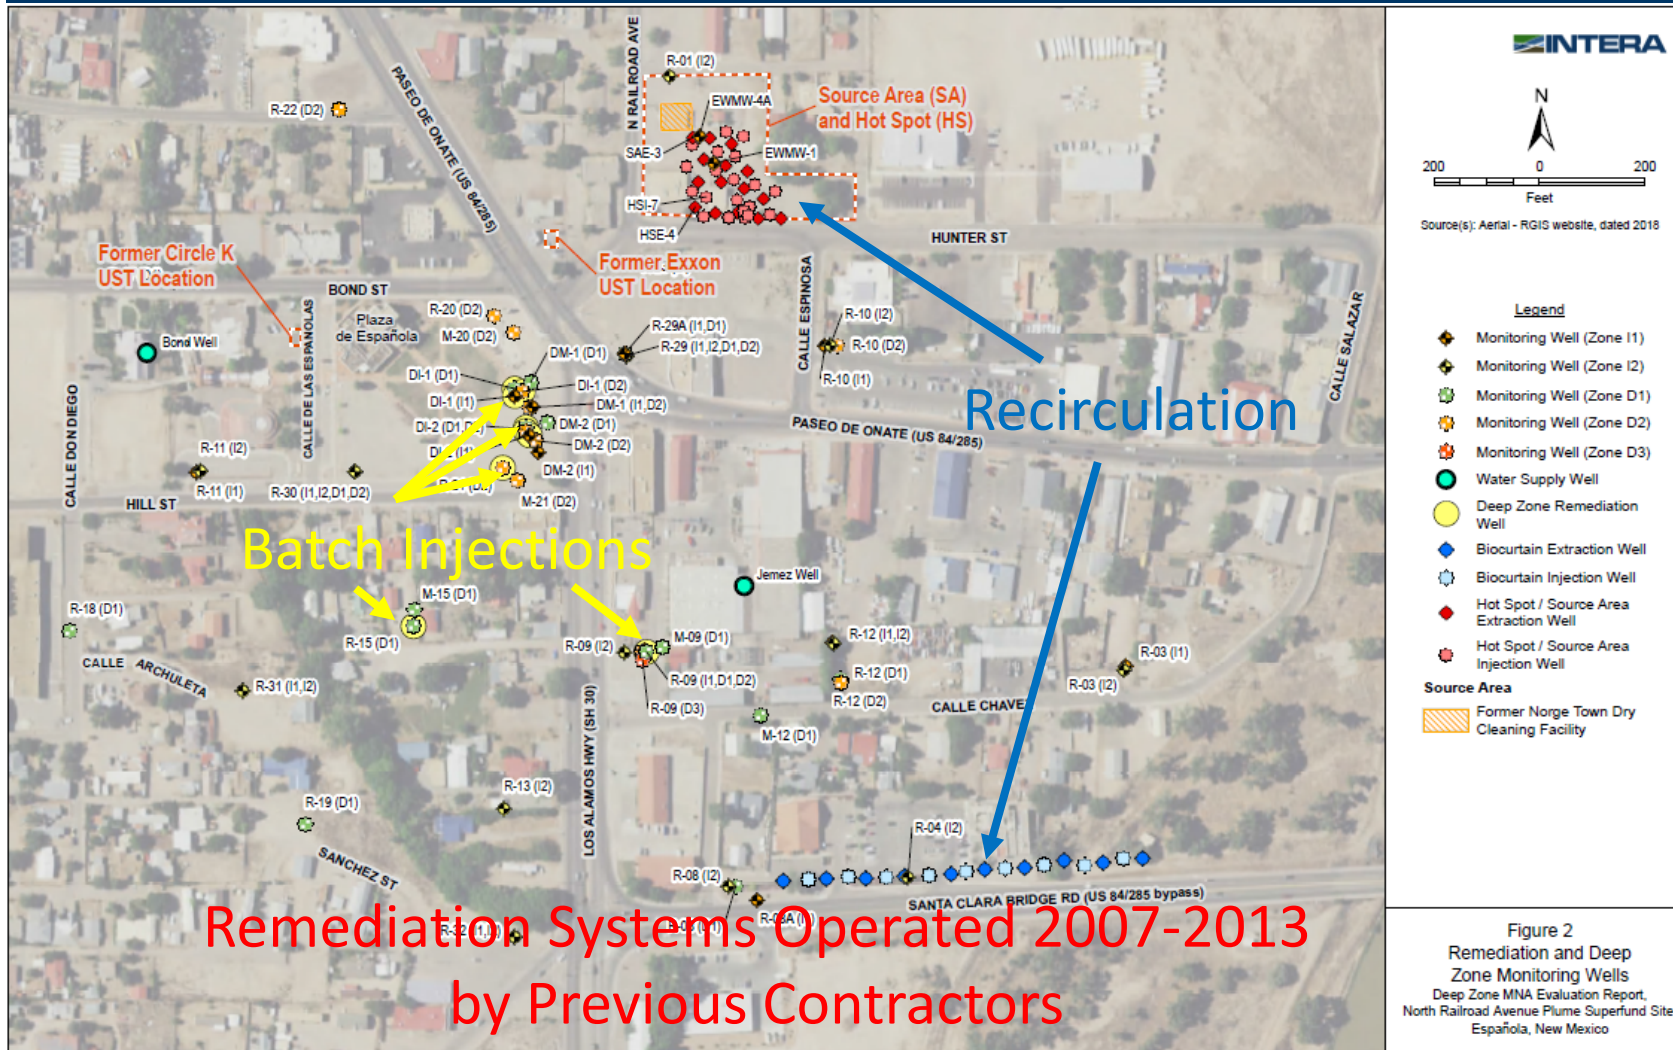 INTERA
N
200 0 200
Feet
Source(s): Aerial - RGIS website, dated 2018
Legend
Monitoring Well (Zone I1)
Monitoring Well (Zone I2)
Monitoring Well (Zone D1)
Monitoring Well (Zone D2)
Monitoring Well (Zone D3)
Water Supply Well
Deep Zone Remediation
Well
Biocurtain Extraction Well
Biocurtain Injection Well
Hot Spot / Source Area
Extraction Well
Hot Spot / Source Area
Injection Well
Source Area
Former Norge Town Dry
Cleaning Facility
Figure 2
Remediation and Deep
Zone Monitoring Wells
Deep Zone MNA Evaluation Report,
North Railroad Avenue Plume Superfund Site
Española, New Mexico
R-01 (I2)
N RAILROAD AVE
PASEO DE ONATE (US 84/285)
R-22 (D2)
EWMW-4A
Source Area (SA)
and Hot Spot (HS)
SAE-3
EWMW-1
HSI-7
HSE-4
HUNTER ST
Former Circle K
UST Location
Former Exxon
UST Location
BOND ST
CALLE DE LAS ESPANOLAS
CALLE ESPINOSA
CALLE SALAZAR
CALLE DON DIEGO
Plaza
de Española
Bond Well
R-20 (D2)
M-20 (D2)
R-29A (I1,D1)
R-29 (I1,I2,D1,D2)
R-10 (I2)
R-10 (D2)
R-10 (I1)
DM-1 (D1)
DI-1 (D1)
DI-1 (D2)
DI-1 (I1)
DM-1 (I1,D2)
DM-2 (D1)
DM-2 (D2)
DM-2 (I1)
Recirculation
PASEO DE ONATE (US 84/285)
R-11 (I2)
R-11 (I1)
R-30 (I1,I2,D1,D2)
M-21 (D2)
HILL ST
Batch Injections
Jemez Well
M-15 (D1)
R-15 (D1)
R-18 (D1)
CALLE ARCHULETA
R-31 (I1,I2)
R-09 (I2)
M-09 (D1)
R-09 (I1,D1,D2)
R-09 (D3)
R-12 (I1,I2)
R-12 (D1)
R-12 (D2)
M-12 (D1)
R-03 (I1)
R-03 (I2)
CALLE CHAVEZ
LOS ALAMOS HWY (SH 30)
R-13 (I2)
R-19 (D1)
SANCHEZ ST
R-04 (I2)
R-08 (I2)
SANTA CLARA BRIDGE RD (US 84/285 bypass)
Remediation Systems Operated 2007-2013
by Previous Contractors